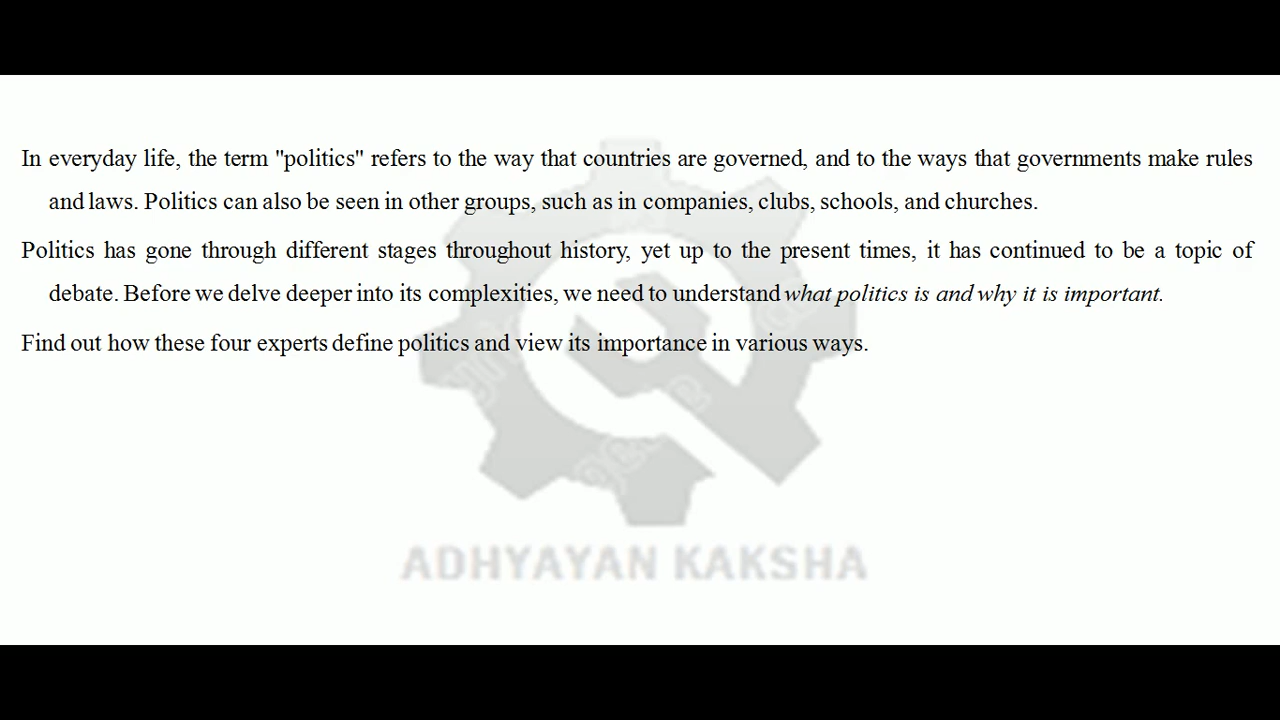 In everyday life, the term "politics" refers to the way that countries are governed, and to the ways that governments make rules
and laws. Politics can also be seen in other groups, such as in companies, clubs, schools, and churches.
Politics has gone through different stages throughout history, yet up to the present times, it has continued to be a topic of
debate. Before we delve deeper into its complexities, we need to understand what politics is and why it is important.
Find out how these four experts define politics and view its importance in various ways.
ADHYAYAN KAKSHA